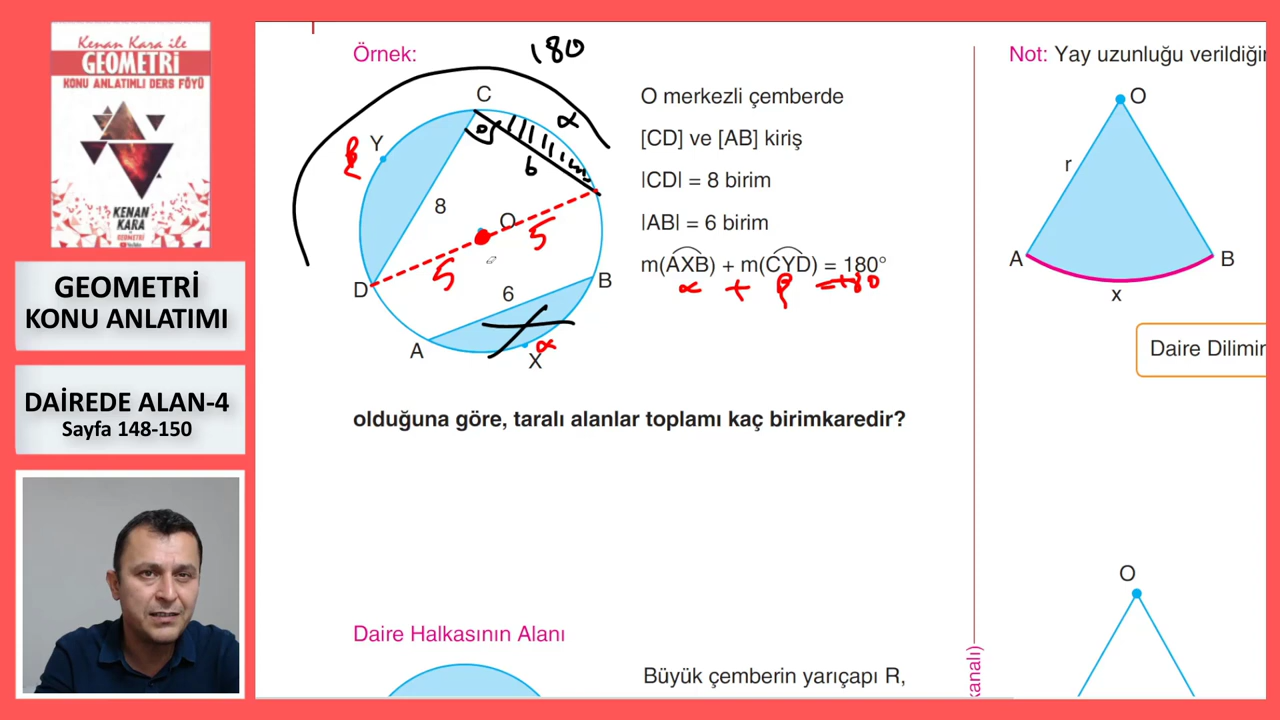 Kenan Kara ile
GEOMETRİ
KONU ANLATIMLI DERS FÖYÜ
KENAN
KARA
GEOMETRİ
KONU ANLATIMI
DAİREDE ALAN-4
Sayfa 148-150
Örnek:
180
C
α
Y
β
6
8
O
5
5
D
6
B
A
X
α
O merkezli çemberde
[CD] ve [AB] kiriş
|CD| = 8 birim
|AB| = 6 birim
m(AXB) + m(CYD) = 180°
α + β = 180
olduğuna göre, taralı alanlar toplamı kaç birimkaredir?
Daire Halkasının Alanı
Büyük çemberin yarıçapı R,
Not: Yay uzunluğu verildiğin
O
r
A
B
x
Daire Dilimin
O
kanalı)